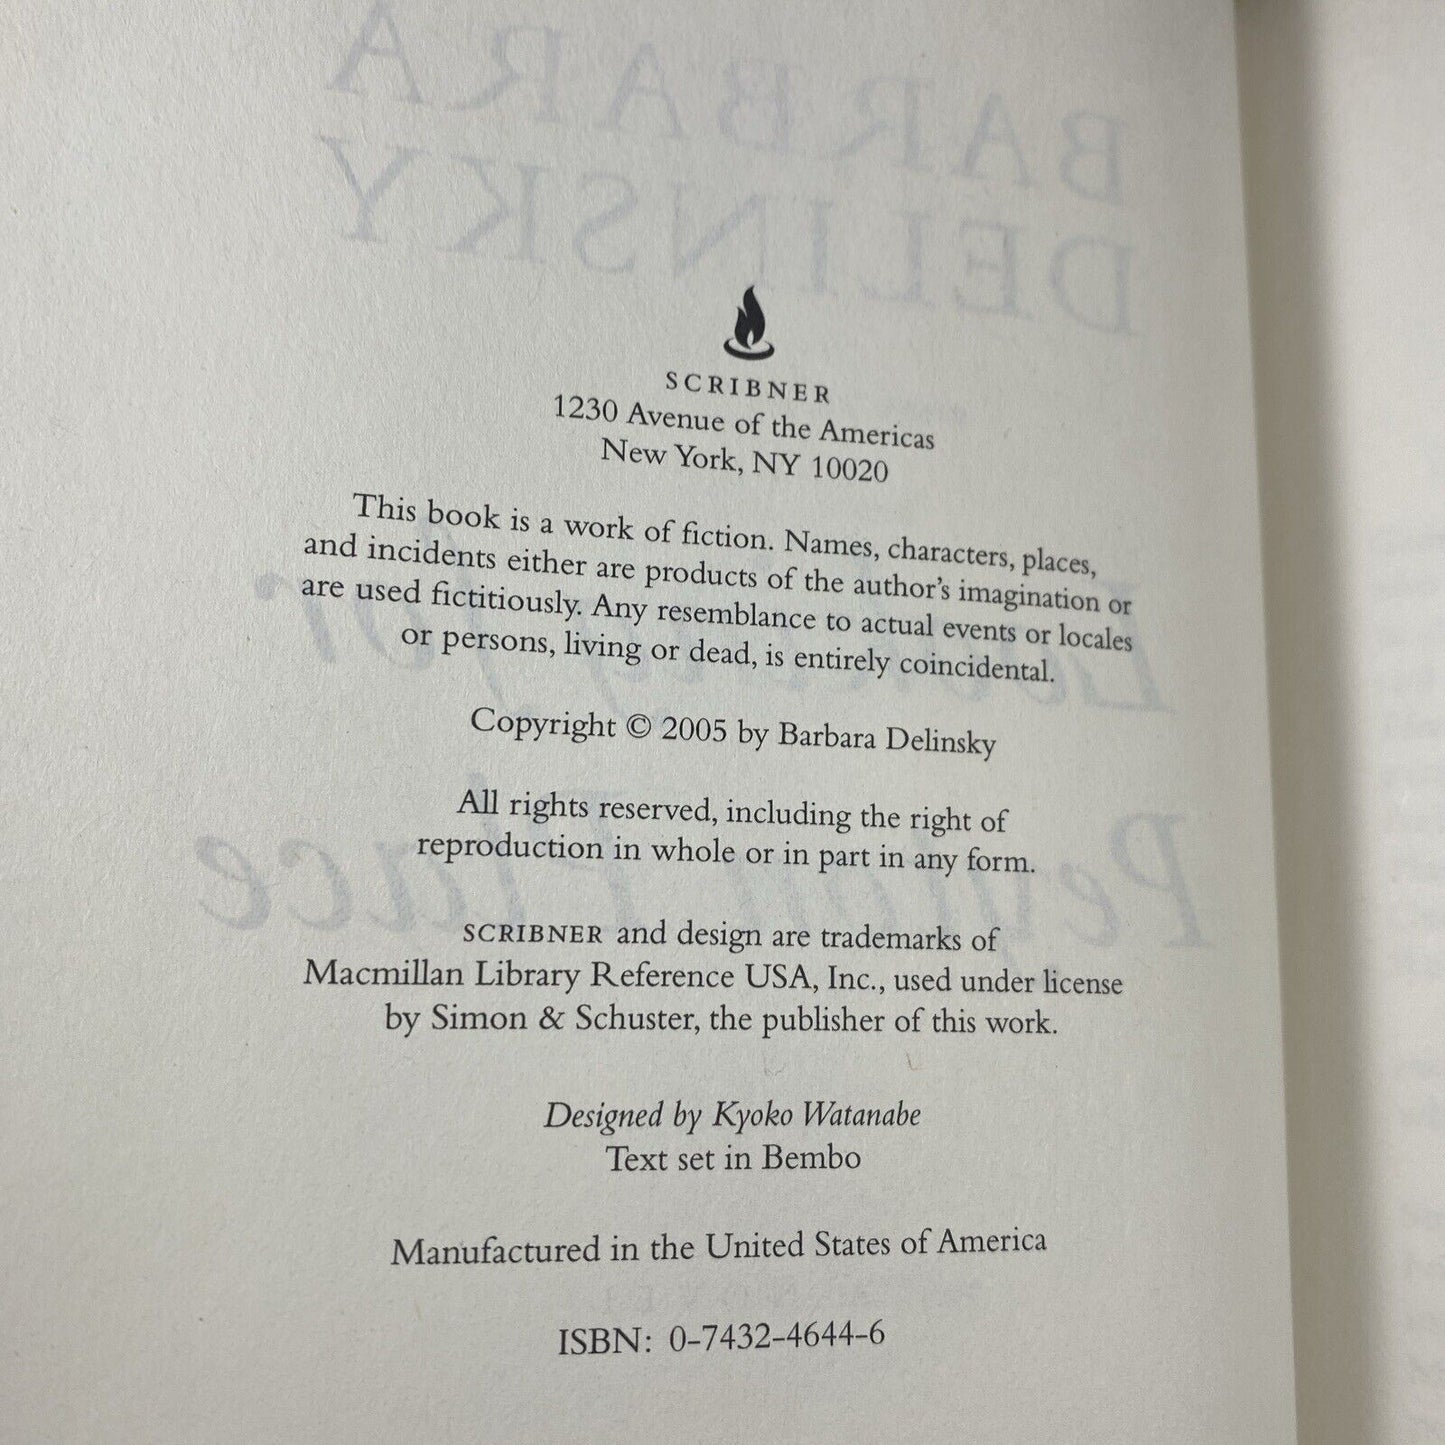 BARBARA
DELINSKY
SCRIBNER
1230 Avenue of the Americas
New York, NY 10020
This book is a work of fiction. Names, characters, places,
and incidents either are products of the author's imagination or
are used fictitiously. Any resemblance to actual events or locales
or persons, living or dead, is entirely coincidental.
Copyright © 2005 by Barbara Delinsky
All rights reserved, including the right of
reproduction in whole or in part in any form.
SCRIBNER and design are trademarks of
Macmillan Library Reference USA, Inc., used under license
by Simon & Schuster, the publisher of this work.
Designed by Kyoko Watanabe
Text set in Bembo
Manufactured in the United States of America
ISBN: 0-7432-4644-6